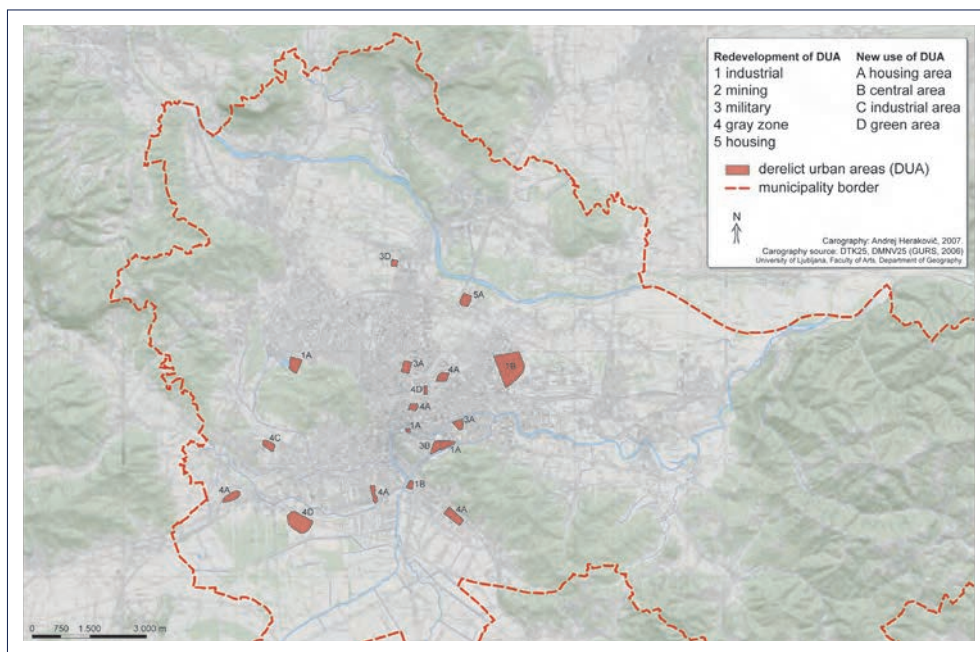 Redevelopment of DUA
1 industrial
2 mining
3 military
4 gray zone
5 housing
New use of DUA
A housing area
B central area
C industrial area
D green area
derelict urban areas (DUA)
municipality border
N
Carography: Andrej Herakovič, 2007.
Carography source: DTK25, DMNV25 (GURS, 2006)
University of Ljubljana, Faculty of Arts, Department of Geography.
3D
5A
1A
3A
4A
4D
4A
1A
3A
3B
1A
4C
4A
4D
4A
1B
4A
0 750 1.500 3.000 m